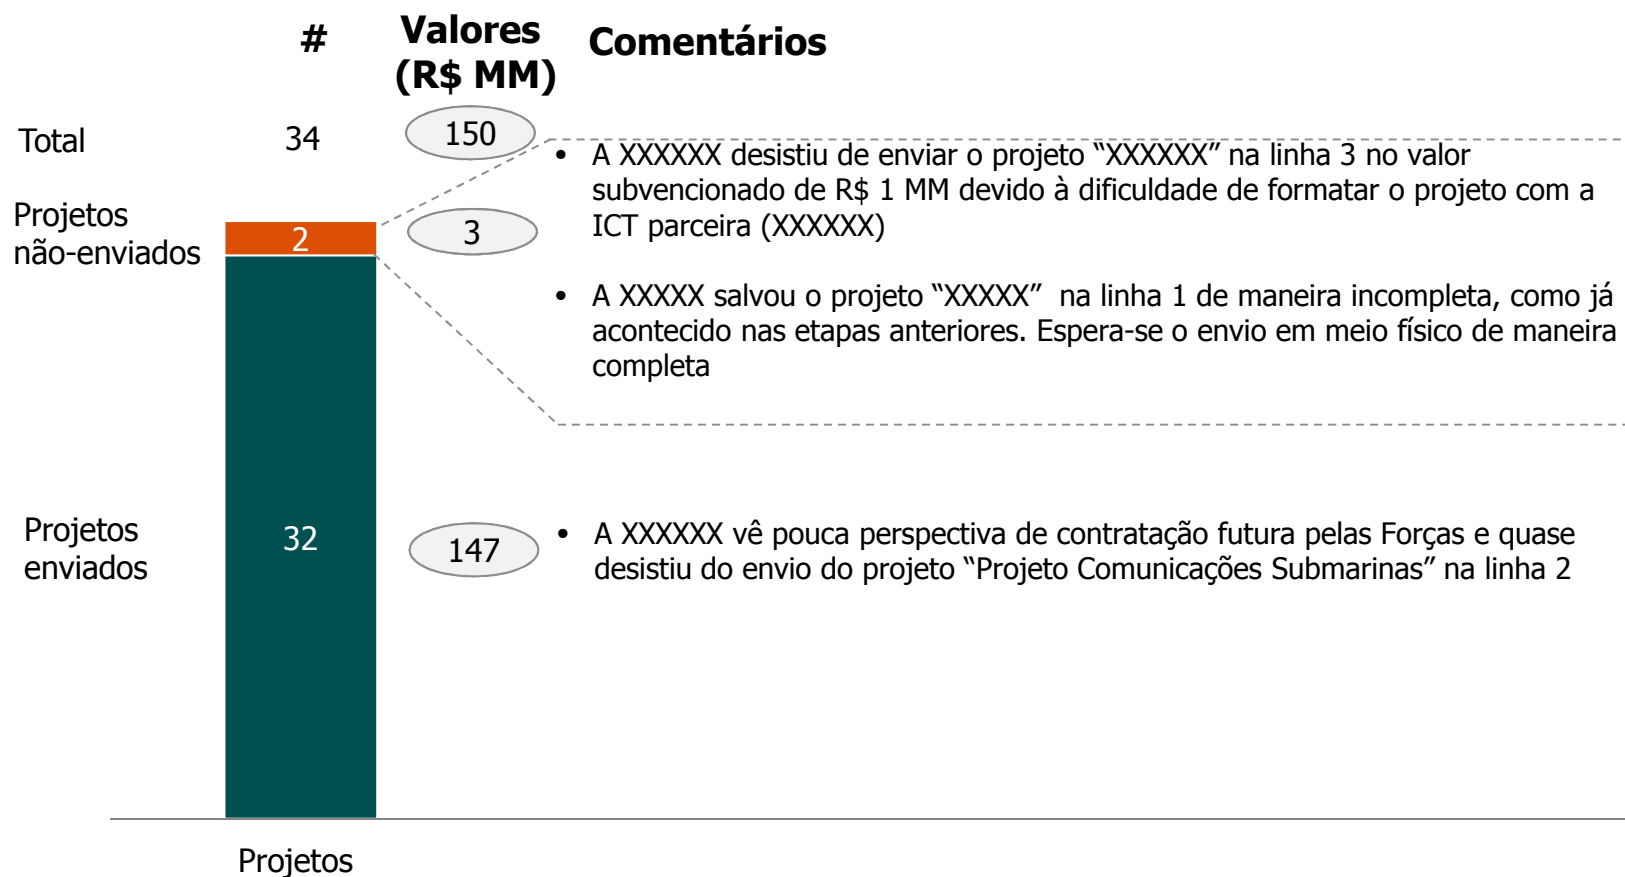 #
Valores
(R$ MM)
Comentários
Total
34
150
Projetos
não-enviados
2
3
• A XXXXXX desistiu de enviar o projeto “XXXXXX” na linha 3 no valor
subvencionado de R$ 1 MM devido à dificuldade de formatar o projeto com a
ICT parceira (XXXXXX)
• A XXXXX salvou o projeto “XXXXX” na linha 1 de maneira incompleta, como já
acontecido nas etapas anteriores. Espera-se o envio em meio físico de maneira
completa
Projetos
enviados
32
147
• A XXXXXX vê pouca perspectiva de contratação futura pelas Forças e quase
desistiu do envio do projeto “Projeto Comunicações Submarinas” na linha 2
Projetos